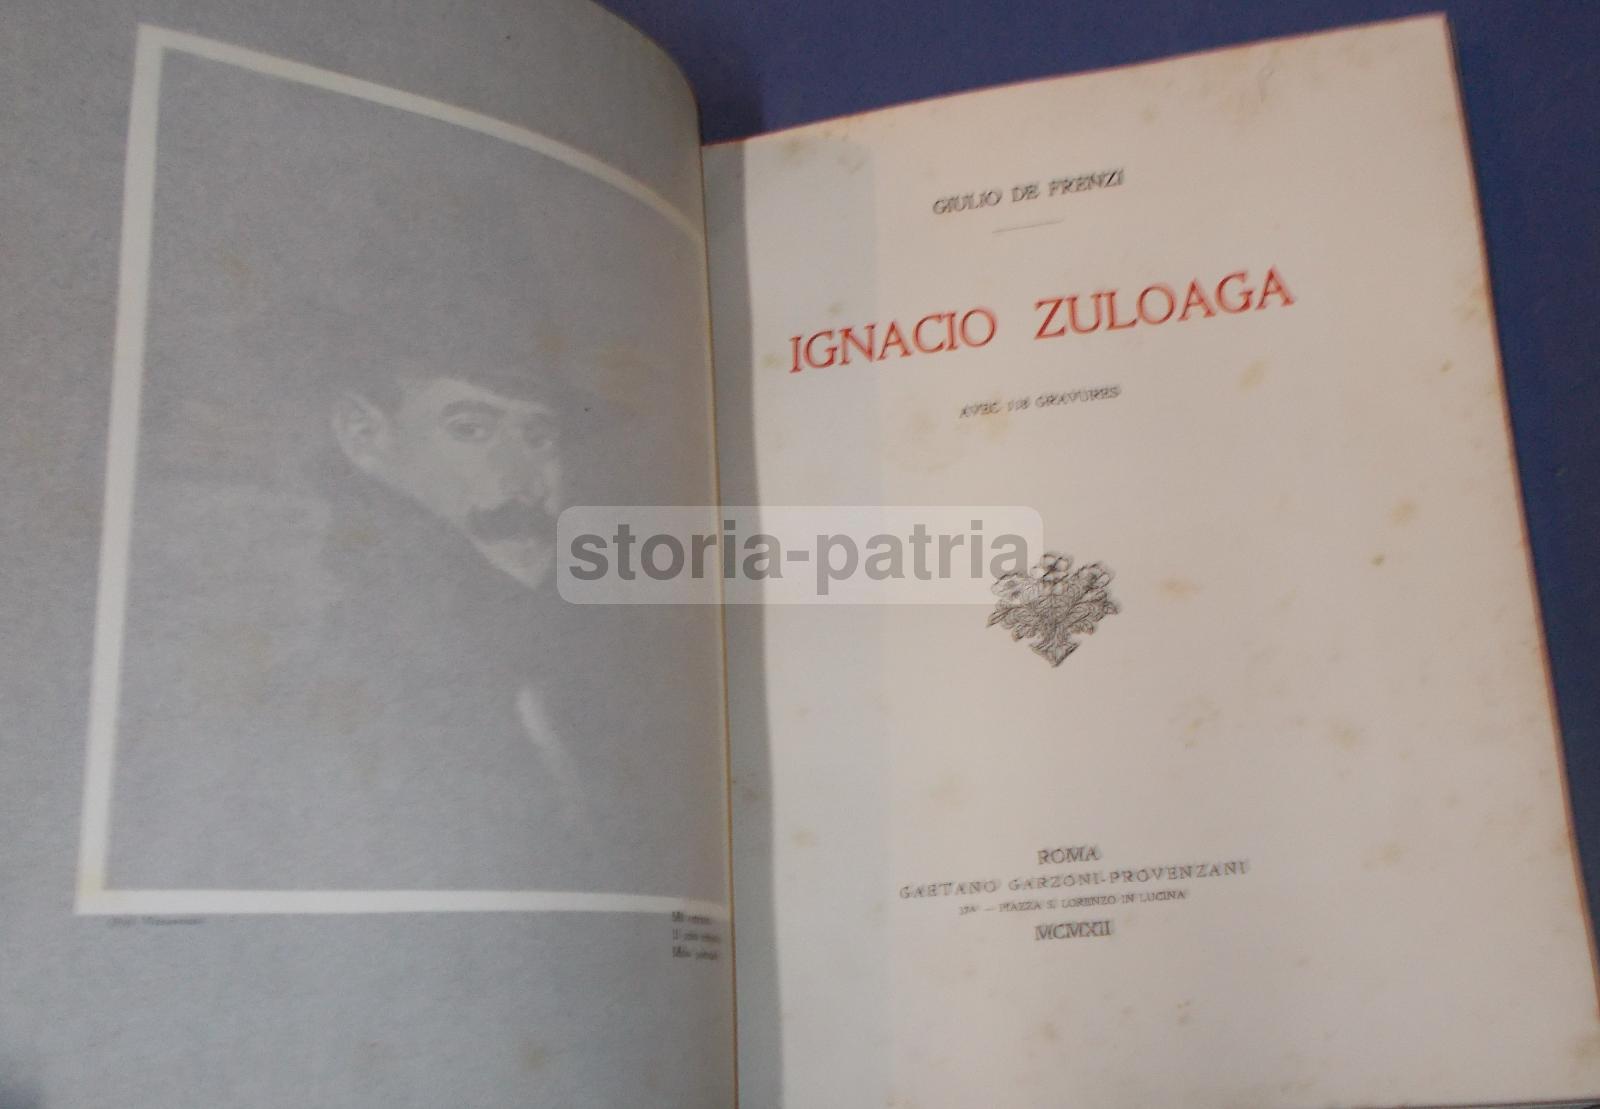 GIULIO DE FRENZI
IGNACIO ZULOAGA
AVEC 118 GRAVURES
storia-patria
ROMA
GAETANO GARZONI-PROVENZANI
PIAZZA S. LORENZO IN LUCINA
MCMXII